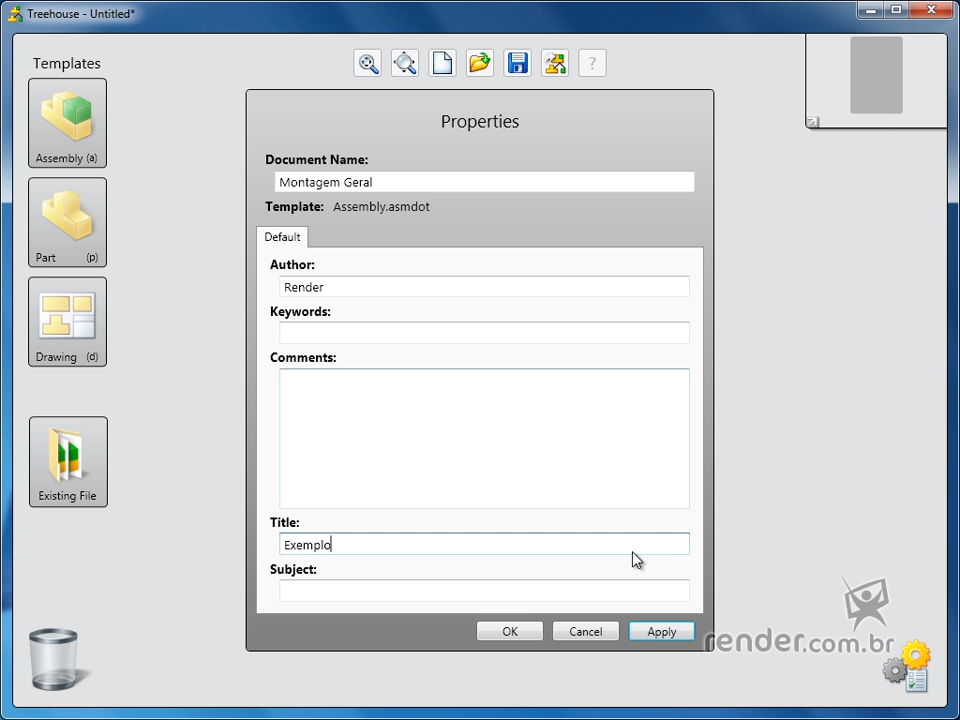 Treehouse - Untitled*
Templates
Assembly (a)
Part (p)
Drawing (d)
Existing File
?
Properties
Document Name:
Montagem Geral
Template: Assembly.asmdot
Default
Author:
Render
Keywords:
Comments:
Title:
Exemplo
Subject:
OK Cancel Apply
render.com.br